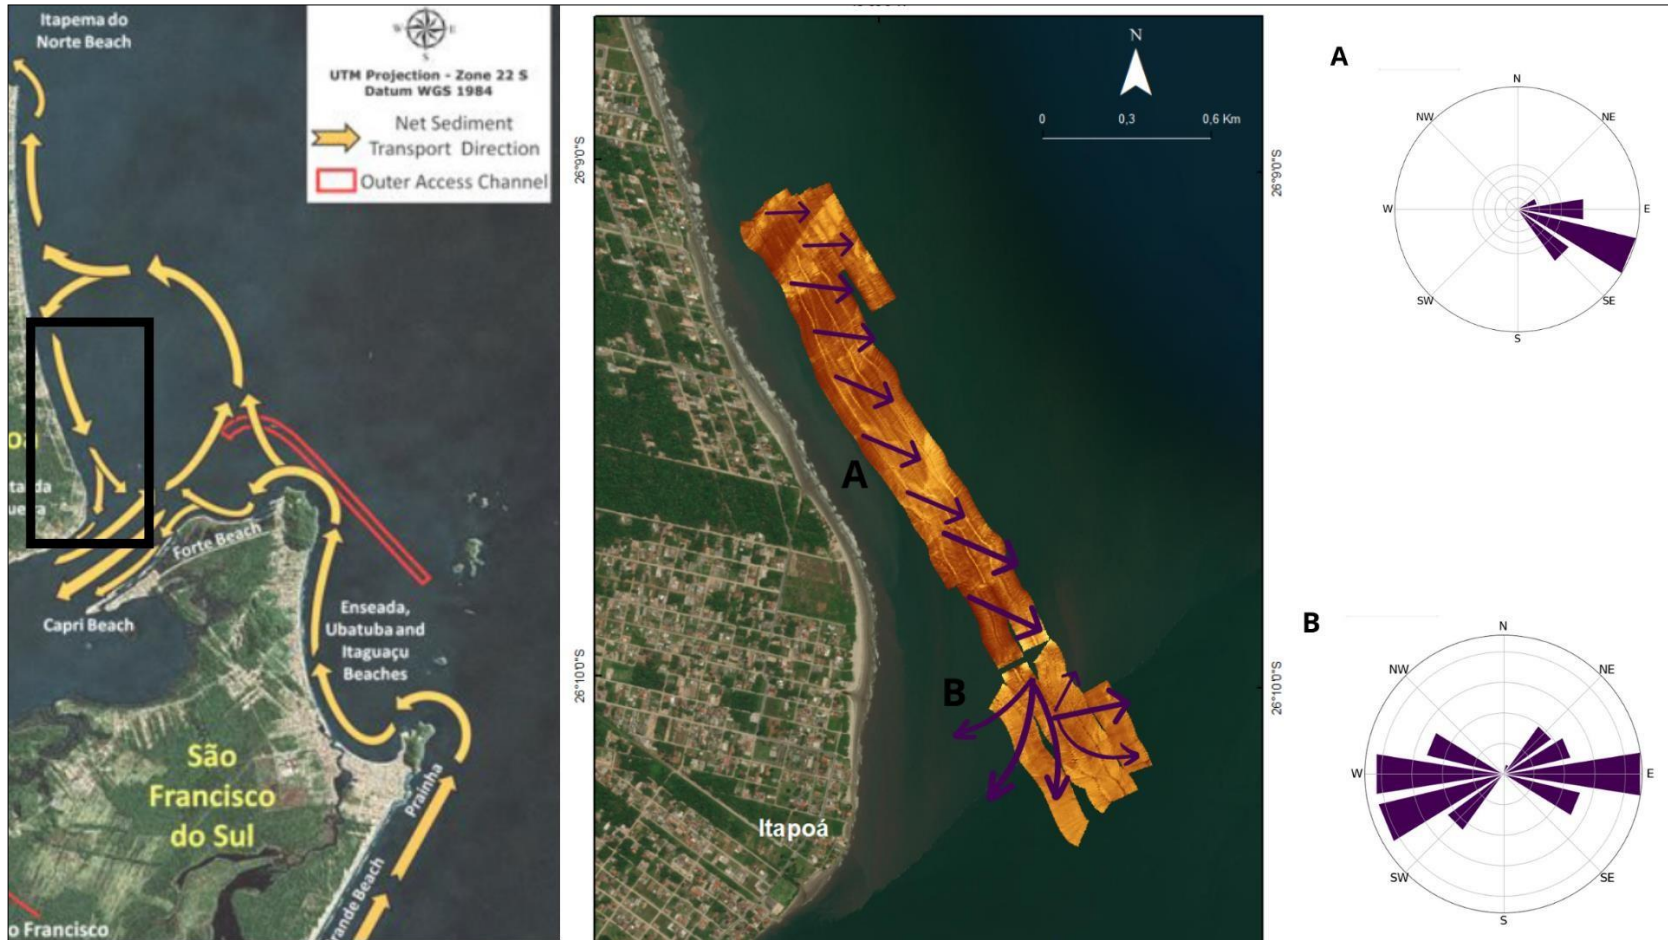 Itapema do
Norte Beach
W
E
S
UTM Projection - Zone 22 S
Datum WGS 1984
Net Sediment
Transport Direction
Outer Access Channel
Forte Beach
Capri Beach
Enseada,
Ubatuba and
Itaguaçu
Beaches
São
Francisco
do Sul
Prainha
o Francisco
N
0
0,3
0,6 Km
26°9'0"S
26°10'0"S
26°9'0"S
26°10'0"S
A
B
Itapoá
A
N
NW
NE
W
E
SW
SE
S
B
N
NW
NE
W
E
SW
SE
S